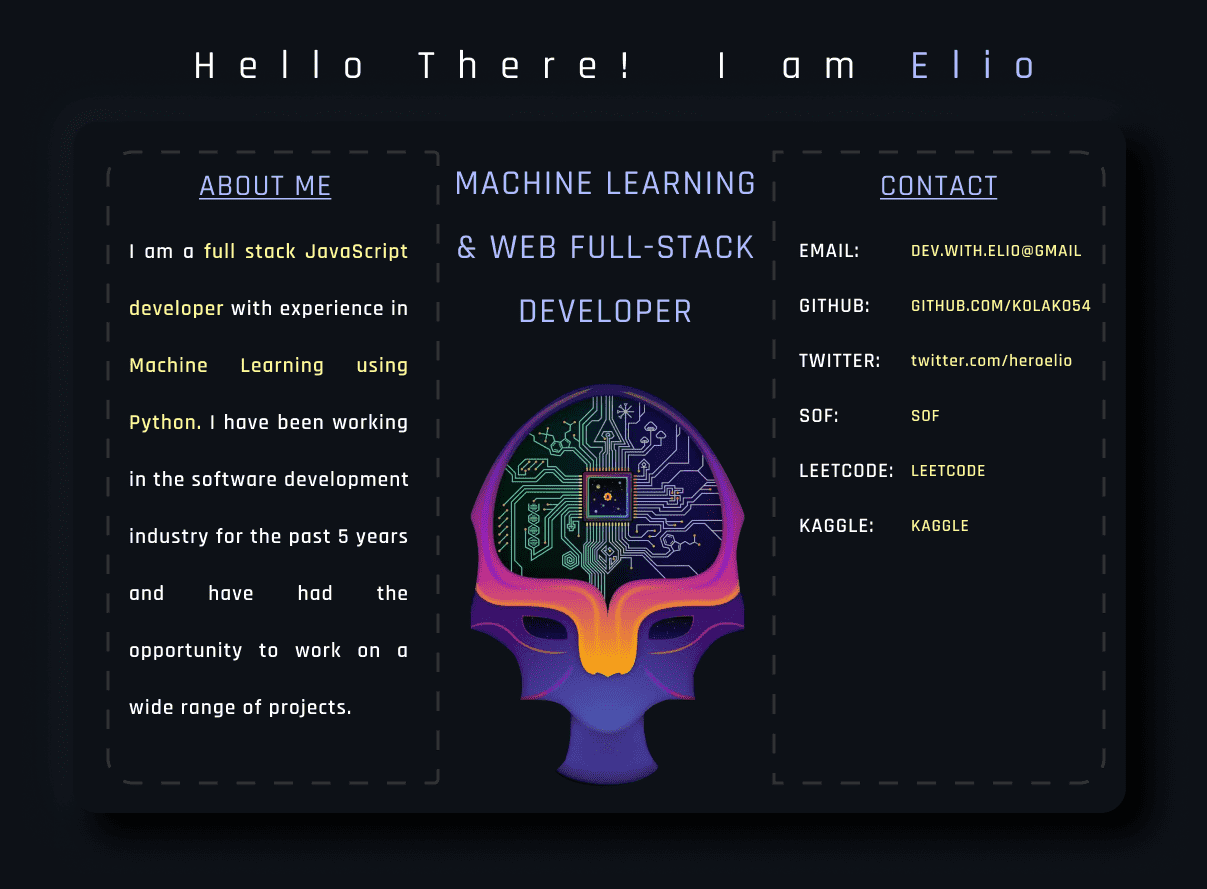 Hello There! I am Elio
ABOUT ME
I am a full stack JavaScript
developer with experience in
Machine Learning using
Python. I have been working
in the software development
industry for the past 5 years
and have had the
opportunity to work on a
wide range of projects.
MACHINE LEARNING
& WEB FULL-STACK
DEVELOPER
CONTACT
EMAIL: DEV.WITH.ELIO@GMAIL
GITHUB: GITHUB.COM/KOLAKO54
TWITTER: twitter.com/heroelio
SOF: SOF
LEETCODE: LEETCODE
KAGGLE: KAGGLE